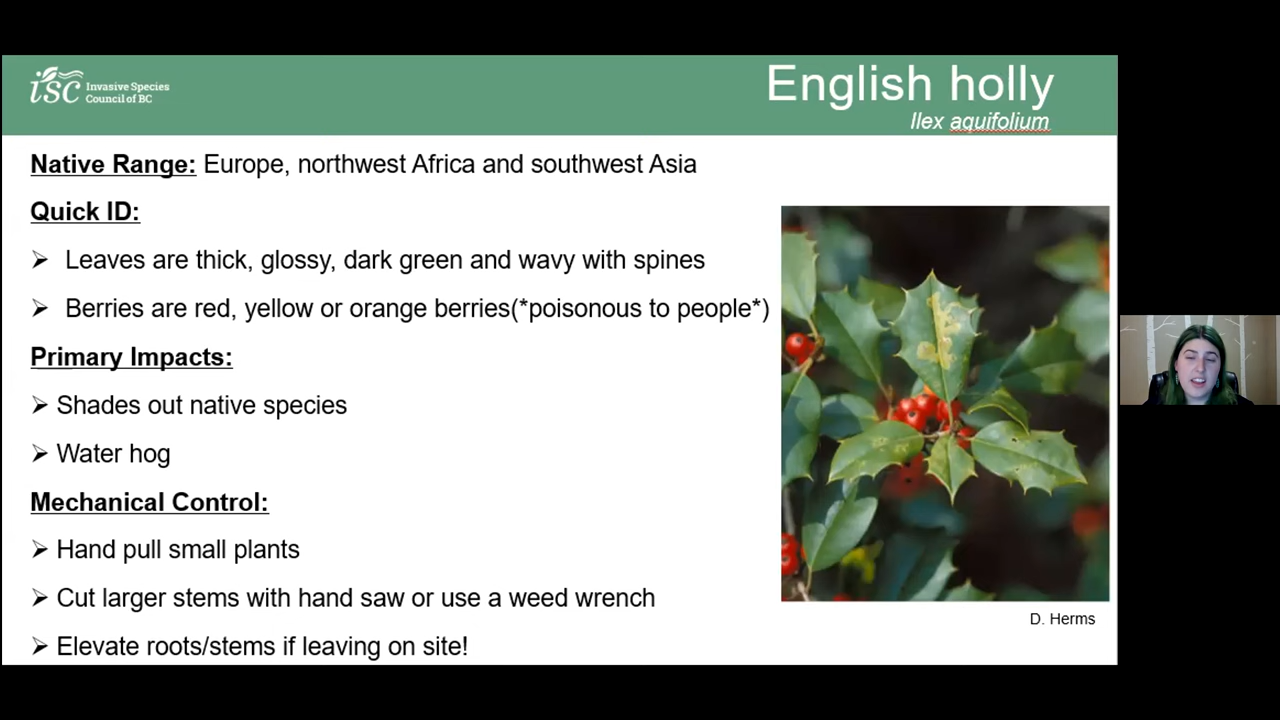 isc Invasive Species
Council of BC
English holly
Ilex aquifolium
Native Range: Europe, northwest Africa and southwest Asia
Quick ID:
➢ Leaves are thick, glossy, dark green and wavy with spines
➢ Berries are red, yellow or orange berries(*poisonous to people*)
Primary Impacts:
➢ Shades out native species
➢ Water hog
Mechanical Control:
➢ Hand pull small plants
➢ Cut larger stems with hand saw or use a weed wrench
➢ Elevate roots/stems if leaving on site!
D. Herms